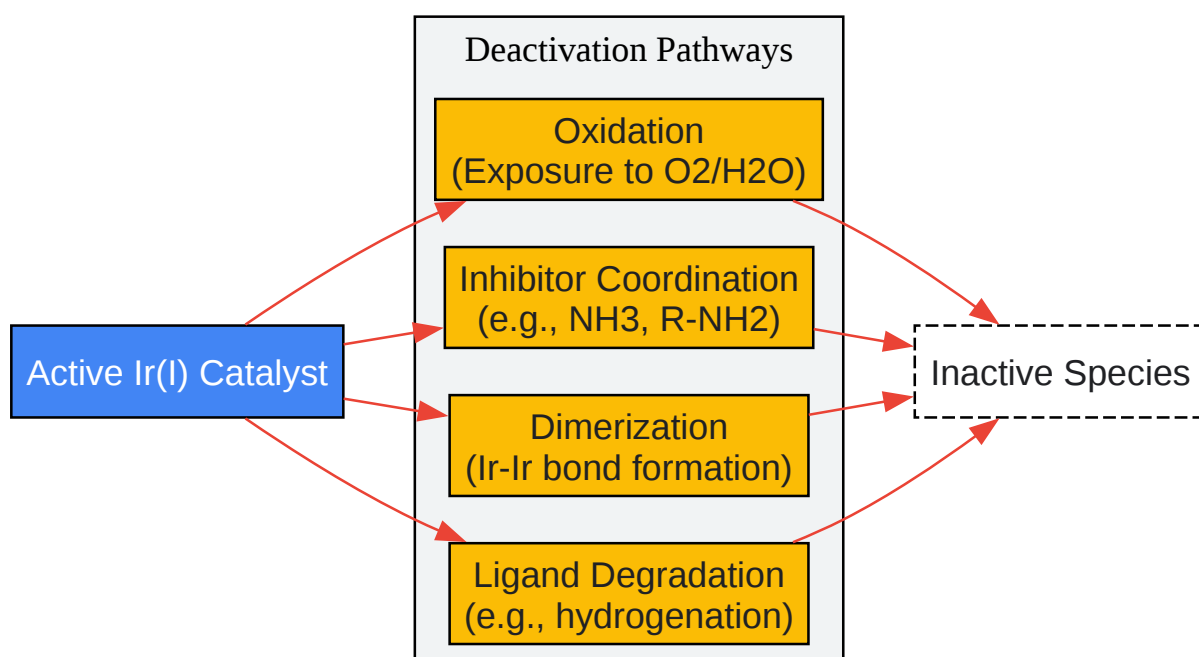 Deactivation Pathways
Oxidation
(Exposure to O2/H2O)
Inhibitor Coordination
(e.g., NH3, R-NH2)
Active Ir(I) Catalyst
Inactive Species
Dimerization
(Ir-Ir bond formation)
Ligand Degradation
(e.g., hydrogenation)